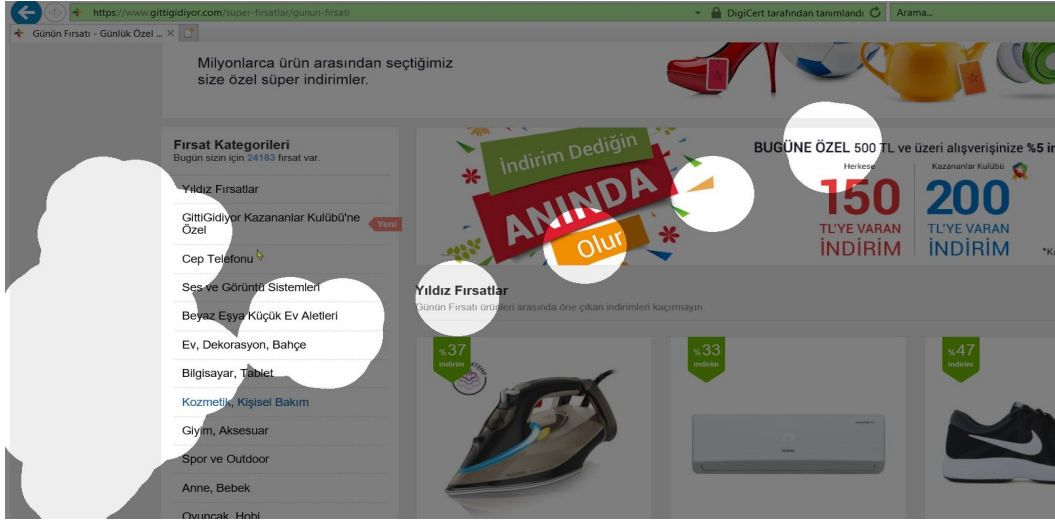 https://www.gittigidiyor.com/super-firsatlar/gunun-firsati
DigiCert tarafından tanımlandı
Arama...
Günün Fırsatı - Günlük Özel ...
Milyonlarca ürün arasından seçtiğimiz
size özel süper indirimler.
Fırsat Kategorileri
Bugün sizin için 24183 fırsat var.
Yıldız Fırsatlar
GittiGidiyor Kazananlar Kulübü'ne
Özel
Yeni
Cep Telefonu
Ses ve Görüntü Sistemleri
Beyaz Eşya Küçük Ev Aletleri
Ev, Dekorasyon, Bahçe
Bilgisayar, Tablet
Kozmetik, Kişisel Bakım
Giyim, Aksesuar
Spor ve Outdoor
Anne, Bebek
Oyuncak, Hobi
İndirim Dediğin
ANINDA
Olur
BUGÜNE ÖZEL 500 TL ve üzeri alışverişinize %5
Herkese
150
TL'YE VARAN
İNDİRİM
Kazananlar Kulübü
200
TL'YE VARAN
İNDİRİM
Yıldız Fırsatlar
Günün Fırsatı ürünleri arasında öne çıkan indirimleri kaçırmayın.
%37
indirim
%33
indirim
%47
indirim